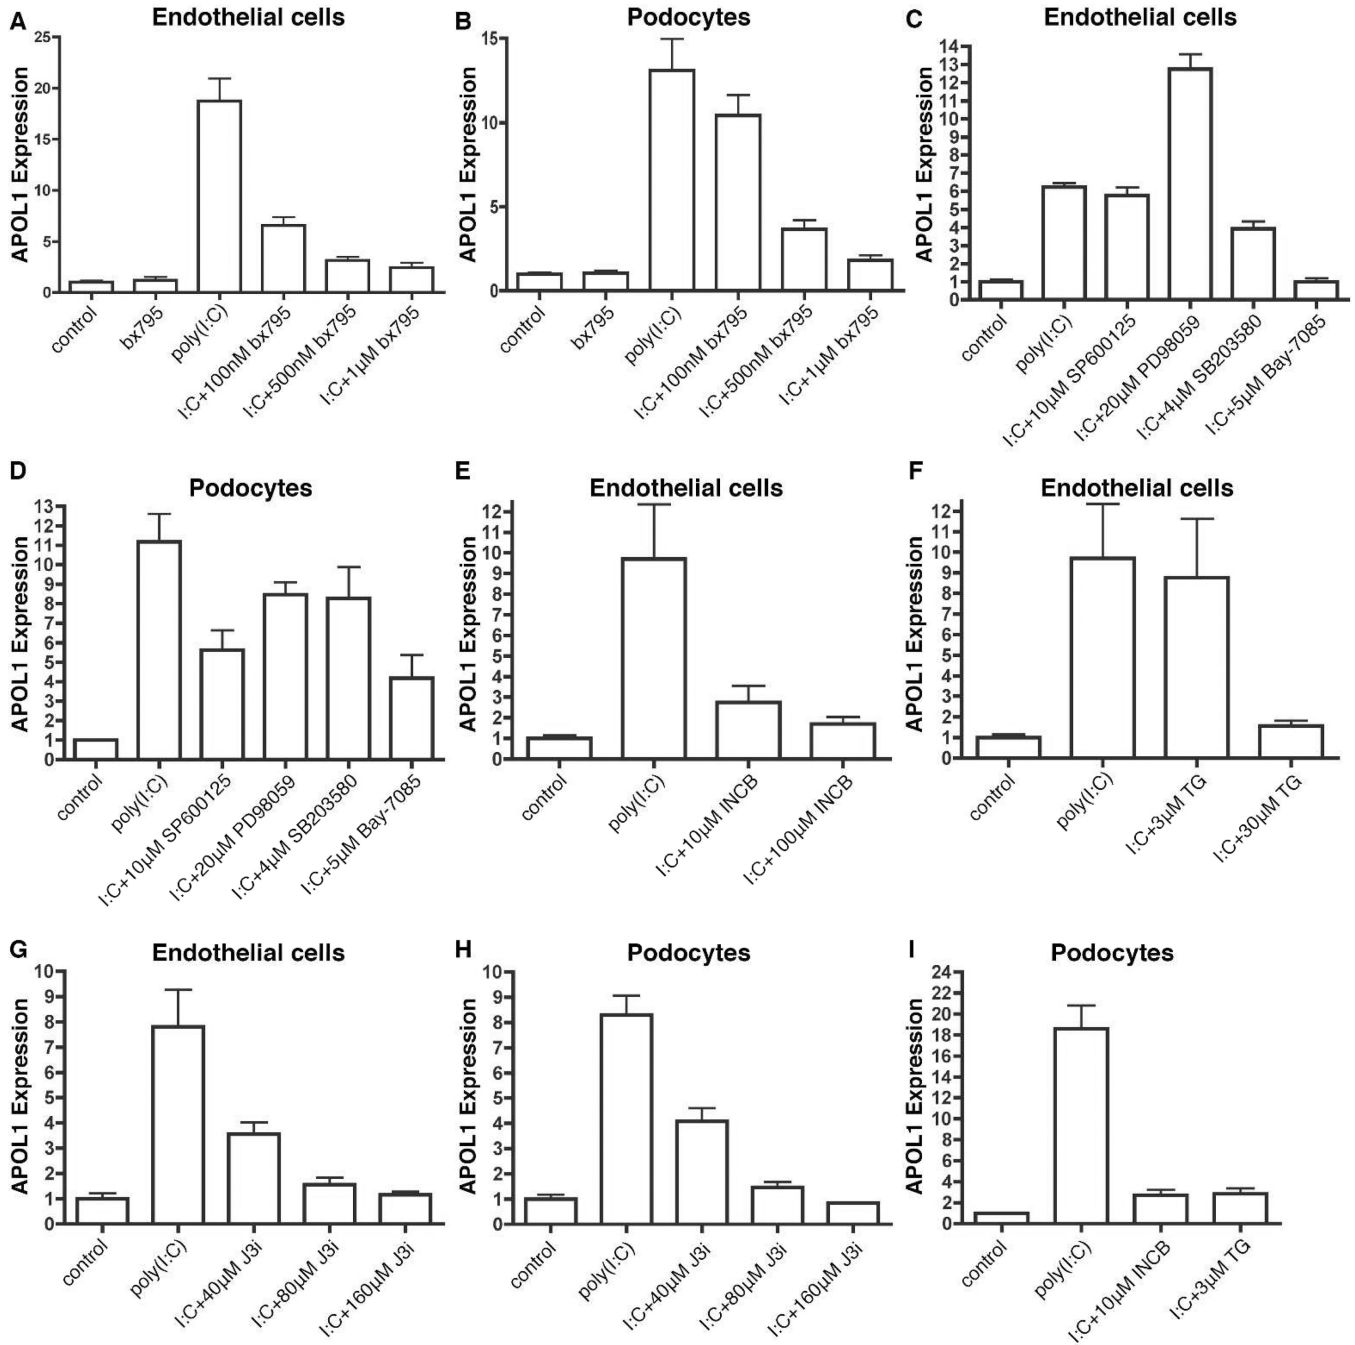 A
Endothelial cells
APOL1 Expression
25
20
15
10
5
0
control
bx795
poly(I:C)
I:C+100nM bx795
I:C+500nM bx795
I:C+1µM bx795
B
Podocytes
APOL1 Expression
15
10
5
0
control
bx795
poly(I:C)
I:C+100nM bx795
I:C+500nM bx795
I:C+1µM bx795
C
Endothelial cells
APOL1 Expression
14
13
12
11
10
9
8
7
6
5
4
3
2
1
0
control
poly(I:C)
I:C+10µM SP600125
I:C+20µM PD98059
I:C+4µM SB203580
I:C+5µM Bay-7085
D
Podocytes
APOL1 Expression
13
12
11
10
9
8
7
6
5
4
3
2
1
0
control
poly(I:C)
I:C+10µM SP600125
I:C+20µM PD98059
I:C+4µM SB203580
I:C+5µM Bay-7085
E
Endothelial cells
APOL1 Expression
12
11
10
9
8
7
6
5
4
3
2
1
0
control
poly(I:C)
I:C+10µM INCB
I:C+100µM INCB
F
Endothelial cells
APOL1 Expression
12
11
10
9
8
7
6
5
4
3
2
1
0
control
poly(I:C)
I:C+3µM TG
I:C+30µM TG
G
Endothelial cells
APOL1 Expression
10
9
8
7
6
5
4
3
2
1
0
control
poly(I:C)
I:C+40µM J3i
I:C+80µM J3i
I:C+160µM J3i
H
Podocytes
APOL1 Expression
10
9
8
7
6
5
4
3
2
1
0
control
poly(I:C)
I:C+40µM J3i
I:C+80µM J3i
I:C+160µM J3i
I
Podocytes
APOL1 Expression
24
22
20
18
16
14
12
10
8
6
4
2
0
control
poly(I:C)
I:C+10µM INCB
I:C+3µM TG